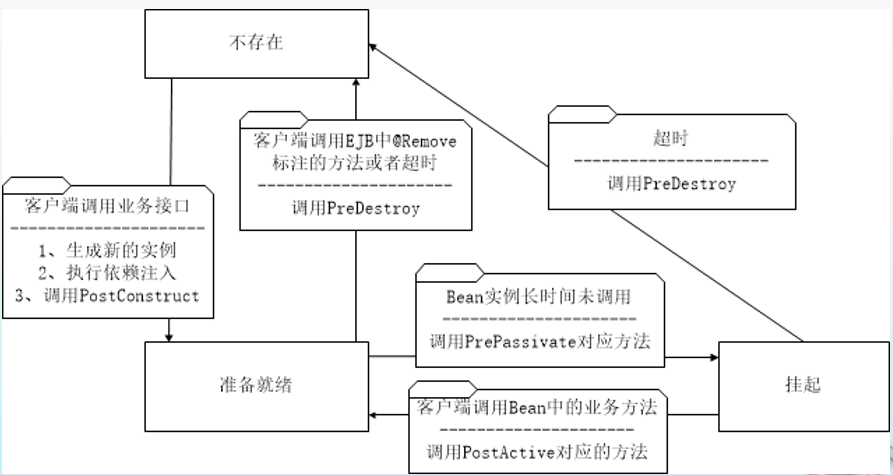 不存在
客户端调用EJB中@Remove
标注的方法或者超时
调用PreDestroy
超时
调用PreDestroy
客户端调用业务接口
1、生成新的实例
2、执行依赖注入
3、调用PostConstruct
Bean实例长时间未调用
调用PrePassivate对应方法
准备就绪
挂起
客户端调用Bean中的业务方法
调用PostActive对应的方法